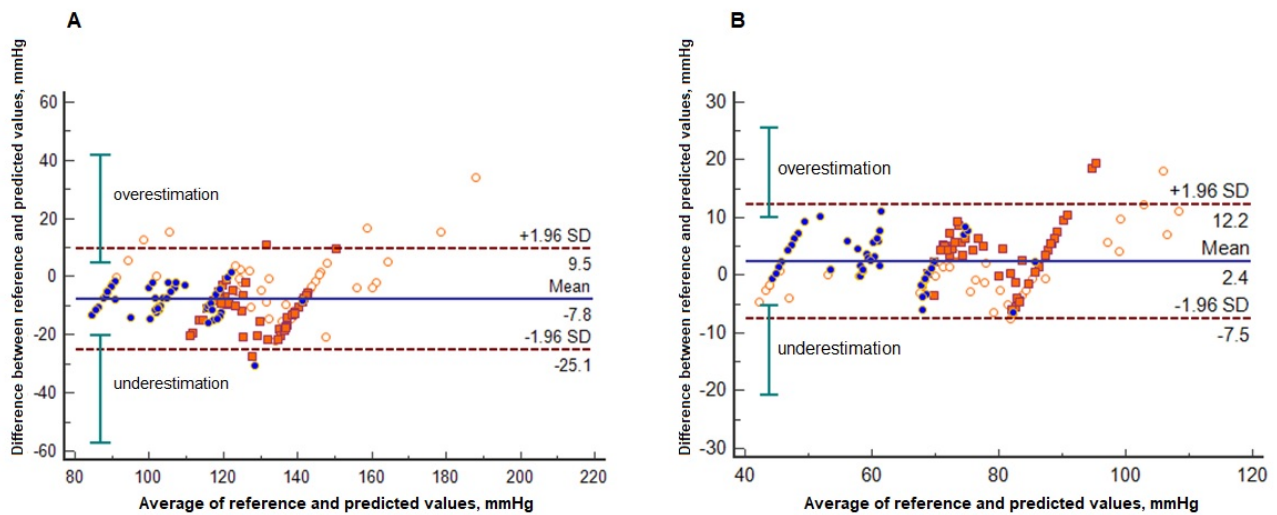 A
Difference between reference and predicted values, mmHg
60
40
20
0
-20
-40
-60
overestimation
underestimation
+1.96 SD
9.5
Mean
-7.8
-1.96 SD
-25.1
80 100 120 140 160 180 200 220
Average of reference and predicted values, mmHg
B
Difference between reference and predicted values, mmHg
30
20
10
0
-10
-20
-30
overestimation
underestimation
+1.96 SD
12.2
Mean
2.4
-1.96 SD
-7.5
40 60 80 100 120
Average of reference and predicted values, mmHg